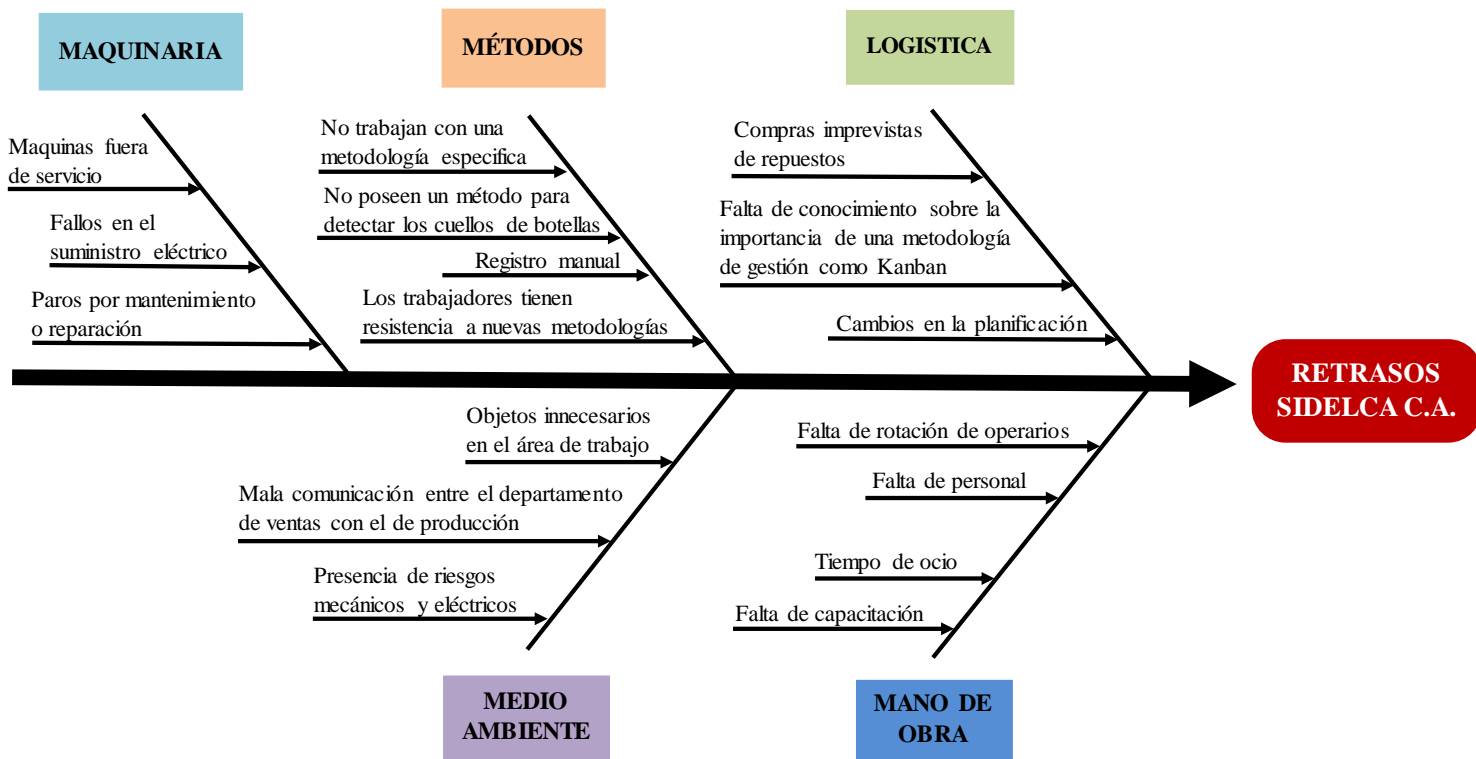 MAQUINARIA
MÉTODOS
LOGISTICA
Maquinas fuera
de servicio
Fallos en el
suministro eléctrico
Paros por mantenimiento
o reparación
No trabajan con una
metodología especifica
No poseen un método para
detectar los cuellos de botellas
Registro manual
Los trabajadores tienen
resistencia a nuevas metodologías
Compras imprevistas
de repuestos
Falta de conocimiento sobre la
importancia de una metodología
de gestión como Kanban
Cambios en la planificación
RETRASOS
SIDELCA C.A.
Objetos innecesarios
en el área de trabajo
Mala comunicación entre el departamento
de ventas con el de producción
Presencia de riesgos
mecánicos y eléctricos
Falta de rotación de operarios
Falta de personal
Tiempo de ocio
Falta de capacitación
MEDIO
AMBIENTE
MANO DE
OBRA